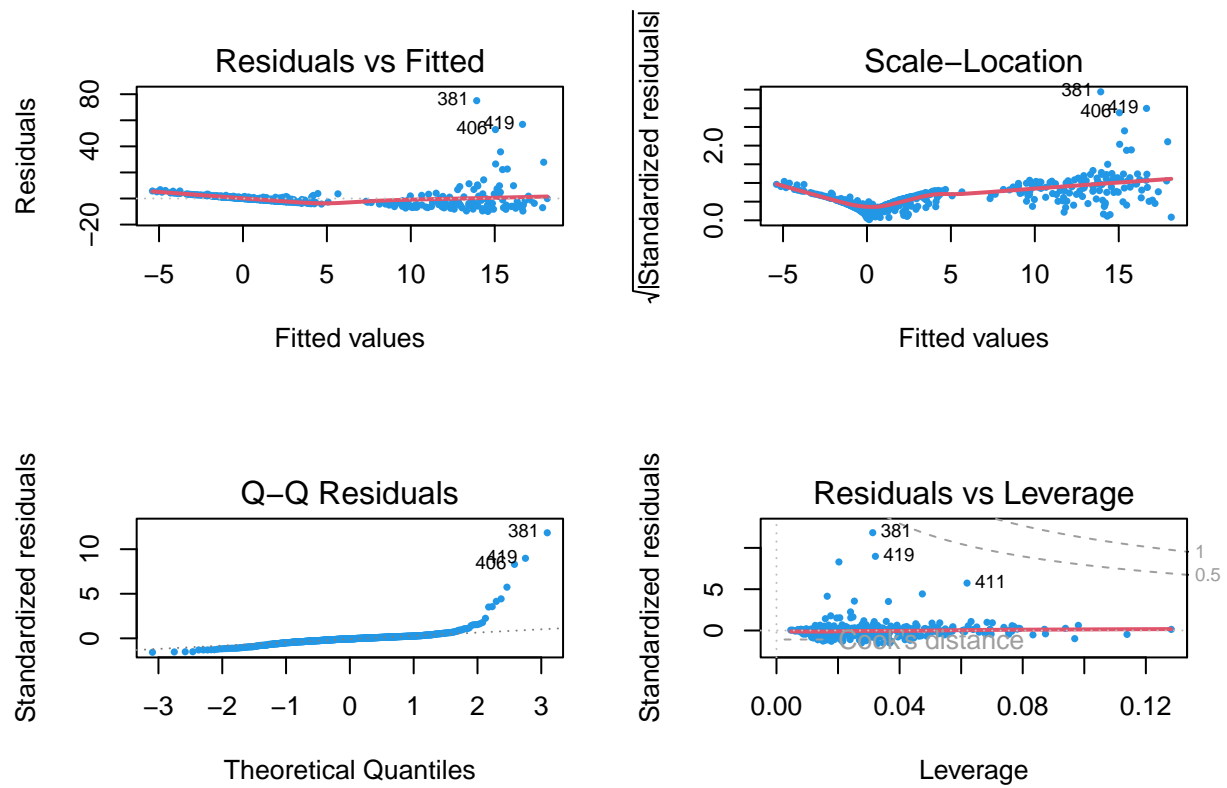 Residuals vs Fitted
Residuals
80
40
−20
381
406
419
−5 0 5 10 15
Fitted values
Scale−Location
√|Standardized residuals|
2.0
0.0
381
406
419
−5 0 5 10 15
Fitted values
Q−Q Residuals
Standardized residuals
10
5
0
381
419
406
−3 −2 −1 0 1 2 3
Theoretical Quantiles
Residuals vs Leverage
Standardized residuals
5
0
381
419
411
1
0.5
Cook's distance
0.00 0.04 0.08 0.12
Leverage